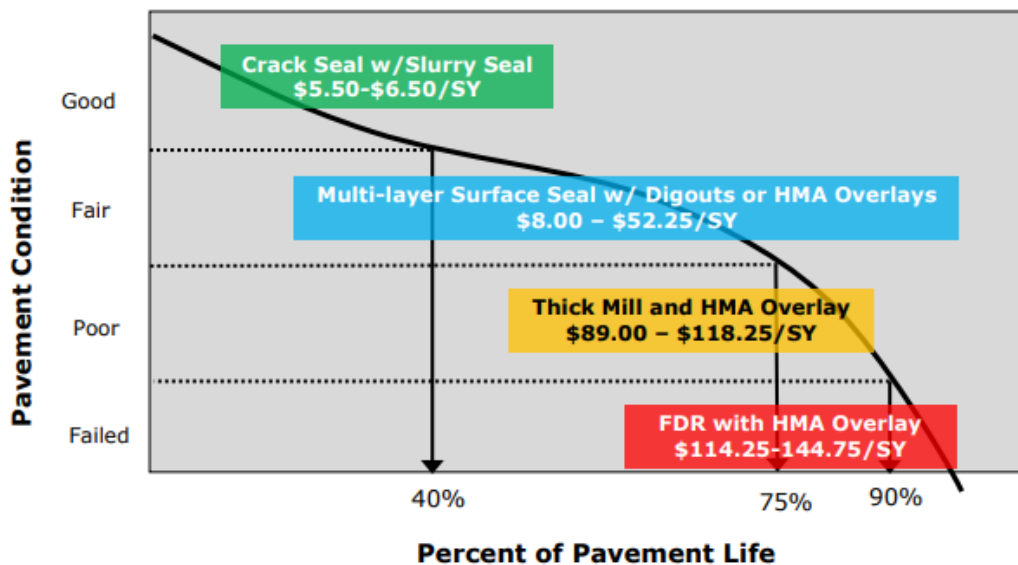 Crack Seal w/Slurry Seal
$5.50-$6.50/SY
Good
Multi-layer Surface Seal w/ Digouts or HMA Overlays
$8.00 – $52.25/SY
Fair
Thick Mill and HMA Overlay
$89.00 – $118.25/SY
Poor
FDR with HMA Overlay
$114.25-144.75/SY
Failed
Pavement Condition
40%
75%
90%
Percent of Pavement Life